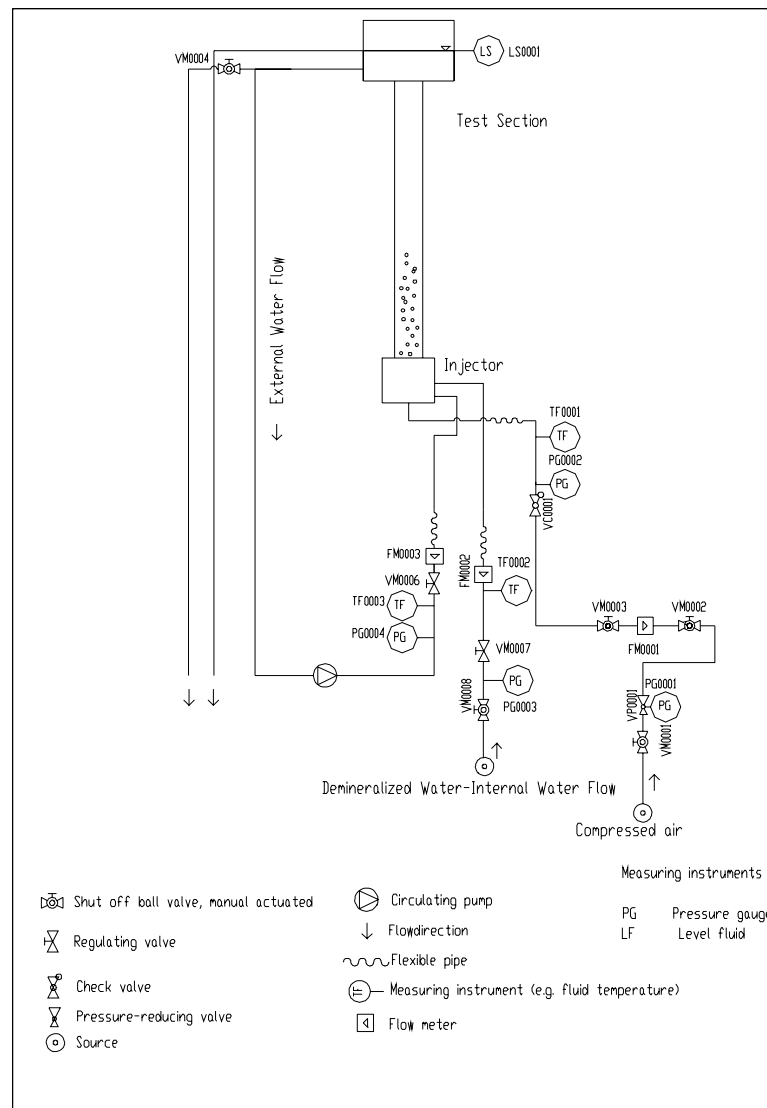 VM0004
LS
LS0001
Test Section
External Water Flow
Injector
TF0001
TF
PG0002
PG
VC0001
FM0003
VM0006
TF0003
TF
PG0004
PG
FM0002
TF0002
TF
VM0003
VM0002
FM0001
VM0007
PG
PG0003
VM0008
PG0001
PG
VP0001
VM0001
Demineralized Water-Internal Water Flow
Compressed air
Measuring instruments
Shut off ball valve, manual actuated
Circulating pump
PG Pressure gauge
Flowdirection
LF Level fluid
Regulating valve
Flexible pipe
Check valve
TF
Measuring instrument (e.g. fluid temperature)
Pressure-reducing valve
Flow meter
Source